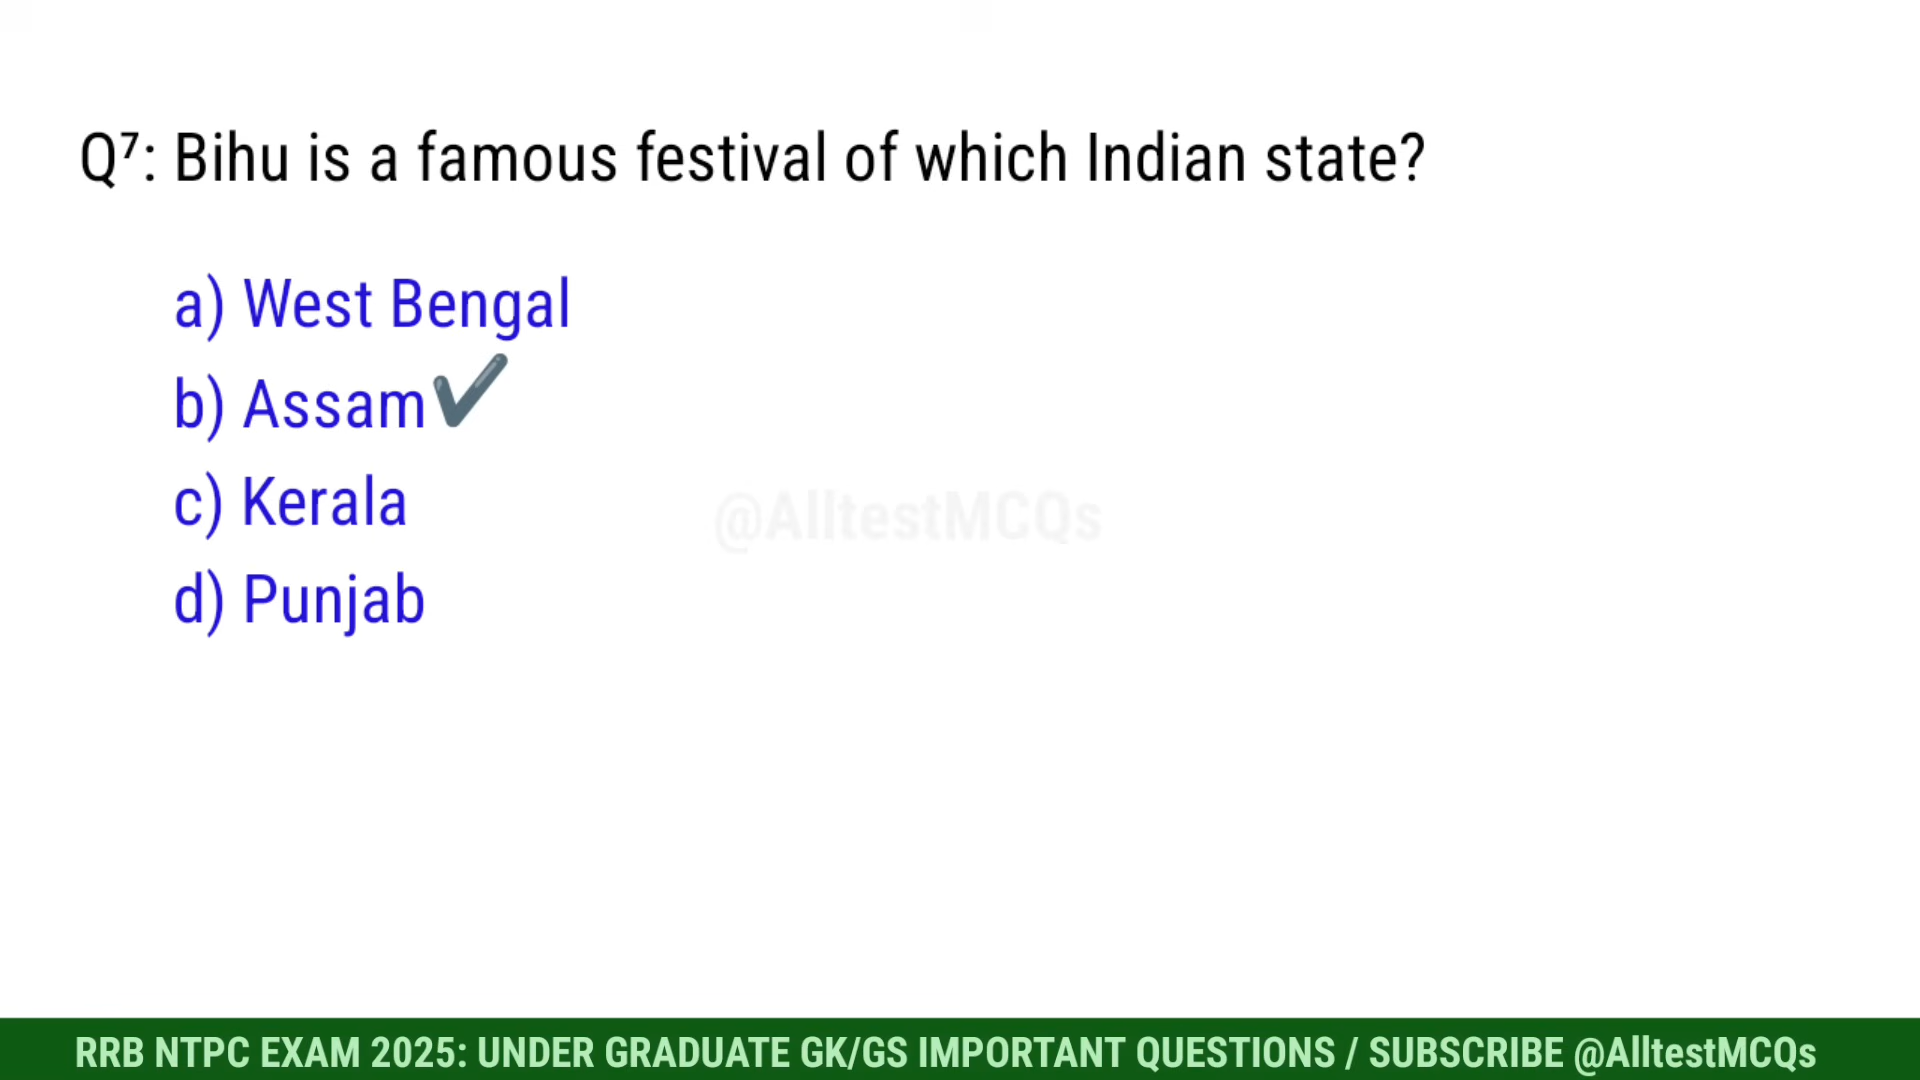 Q⁷: Bihu is a famous festival of which Indian state?
a) West Bengal
b) Assam✔
c) Kerala
@AlltestMCQs
d) Punjab
RRB NTPC EXAM 2025: UNDER GRADUATE GK/GS IMPORTANT QUESTIONS / SUBSCRIBE @AlltestMCQs